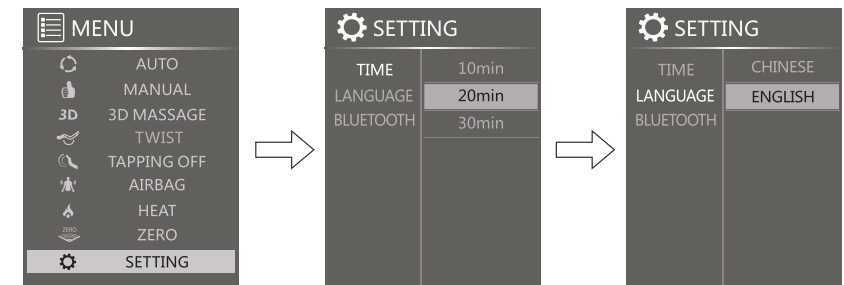 MENU
AUTO
MANUAL
3D 3D MASSAGE
TWIST
TAPPING OFF
AIRBAG
HEAT
ZERO ZERO
SETTING
SETTING
TIME 10min
LANGUAGE 20min
BLUETOOTH 30min
SETTING
TIME CHINESE
LANGUAGE ENGLISH
BLUETOOTH